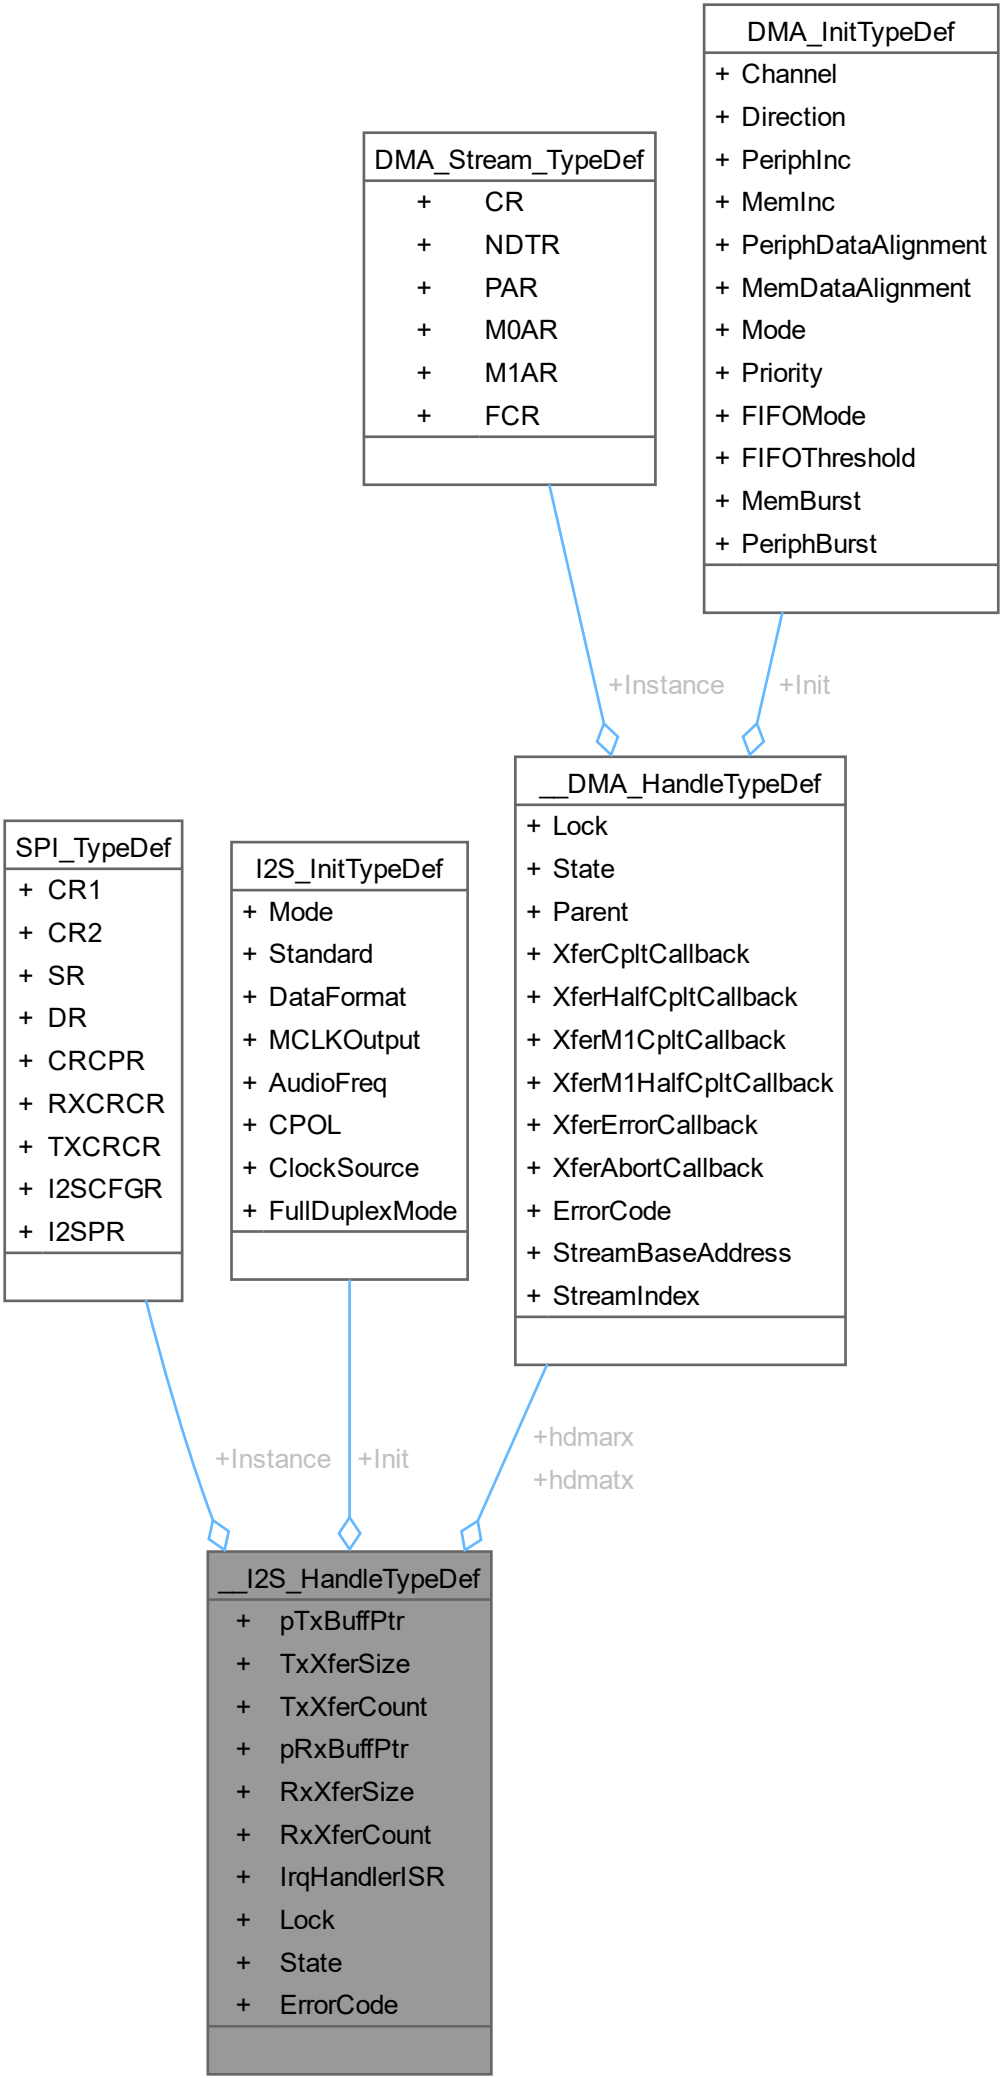 DMA_InitTypeDef
+ Channel
+ Direction
+ PeriphInc
+ MemInc
+ PeriphDataAlignment
+ MemDataAlignment
+ Mode
+ Priority
+ FIFOMode
+ FIFOThreshold
+ MemBurst
+ PeriphBurst
DMA_Stream_TypeDef
+ CR
+ NDTR
+ PAR
+ M0AR
+ M1AR
+ FCR
+Instance
+Init
__DMA_HandleTypeDef
+ Lock
+ State
+ Parent
+ XferCpltCallback
+ XferHalfCpltCallback
+ XferM1CpltCallback
+ XferM1HalfCpltCallback
+ XferErrorCallback
+ XferAbortCallback
+ ErrorCode
+ StreamBaseAddress
+ StreamIndex
SPI_TypeDef
+ CR1
+ CR2
+ SR
+ DR
+ CRCPR
+ RXCRCR
+ TXCRCR
+ I2SCFGR
+ I2SPR
I2S_InitTypeDef
+ Mode
+ Standard
+ DataFormat
+ MCLKOutput
+ AudioFreq
+ CPOL
+ ClockSource
+ FullDuplexMode
+Instance
+Init
+hdmarx
+hdmatx
__I2S_HandleTypeDef
+ pTxBuffPtr
+ TxXferSize
+ TxXferCount
+ pRxBuffPtr
+ RxXferSize
+ RxXferCount
+ IrqHandlerISR
+ Lock
+ State
+ ErrorCode